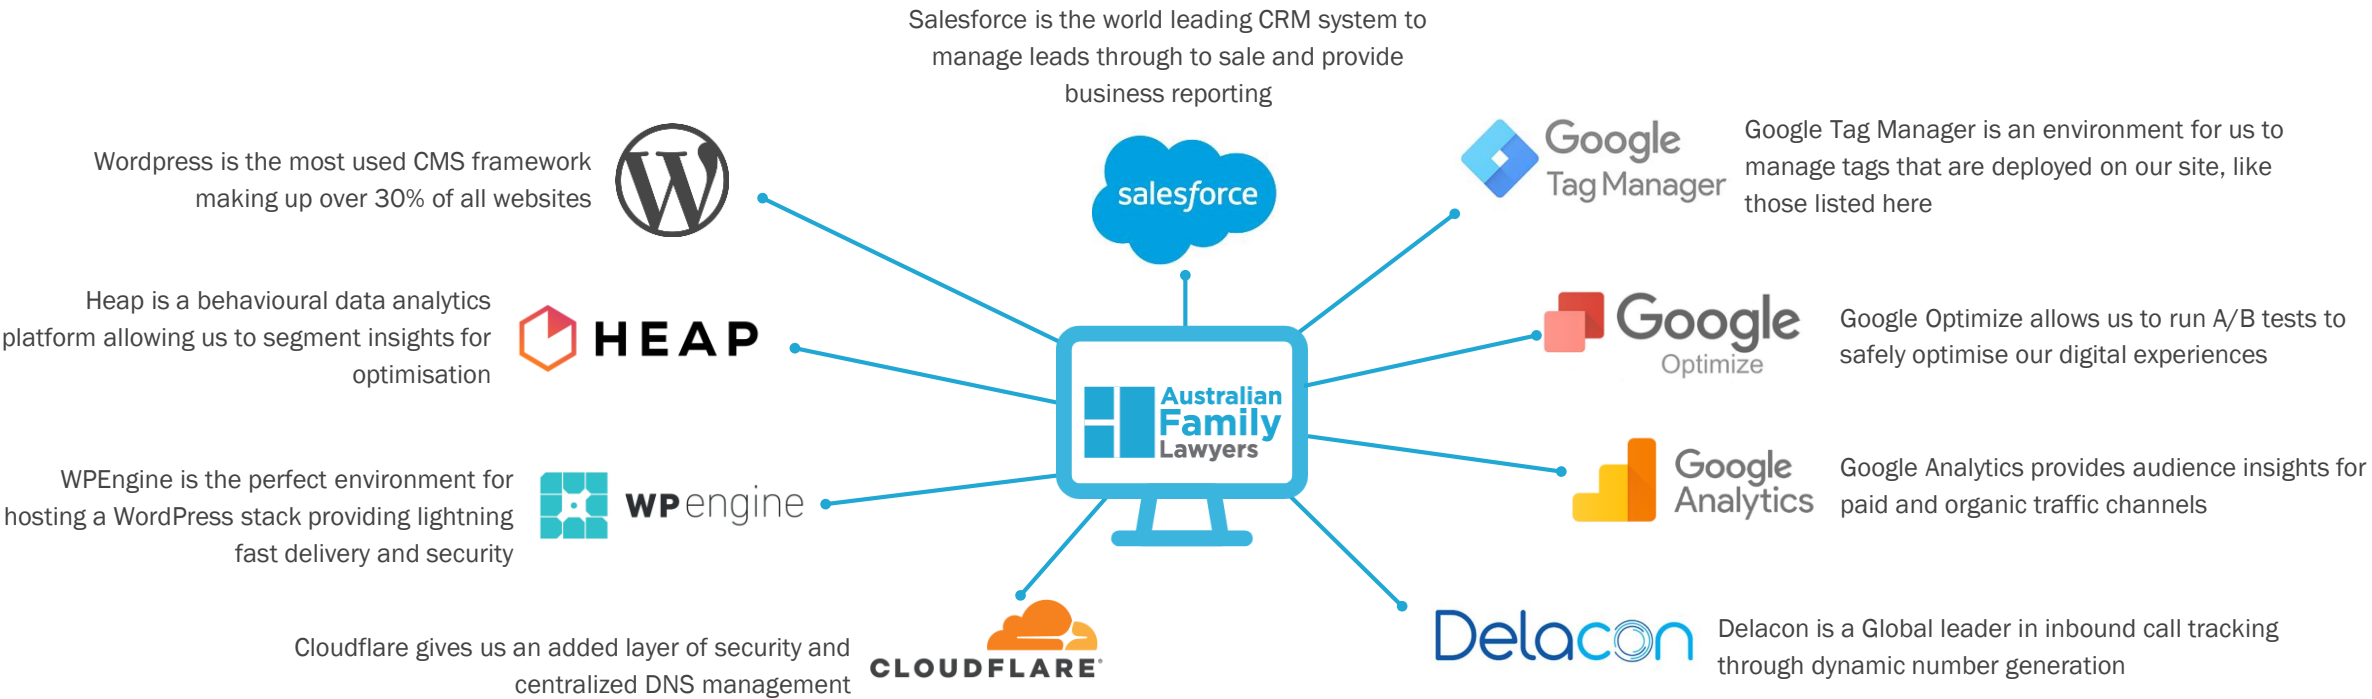 Salesforce is the world leading CRM system to
manage leads through to sale and provide
business reporting
salesforce
Wordpress is the most used CMS framework
making up over 30% of all websites
W
Google
Tag Manager
Google Tag Manager is an environment for us to
manage tags that are deployed on our site, like
those listed here
Heap is a behavioural data analytics
platform allowing us to segment insights for
optimisation
HEAP
Google
Optimize
Google Optimize allows us to run A/B tests to
safely optimise our digital experiences
Australian
Family
Lawyers
WPEngine is the perfect environment for
hosting a WordPress stack providing lightning
fast delivery and security
WPengine
Google
Analytics
Google Analytics provides audience insights for
paid and organic traffic channels
Cloudflare gives us an added layer of security and
centralized DNS management
CLOUDFLARE
Delacon
Delacon is a Global leader in inbound call tracking
through dynamic number generation